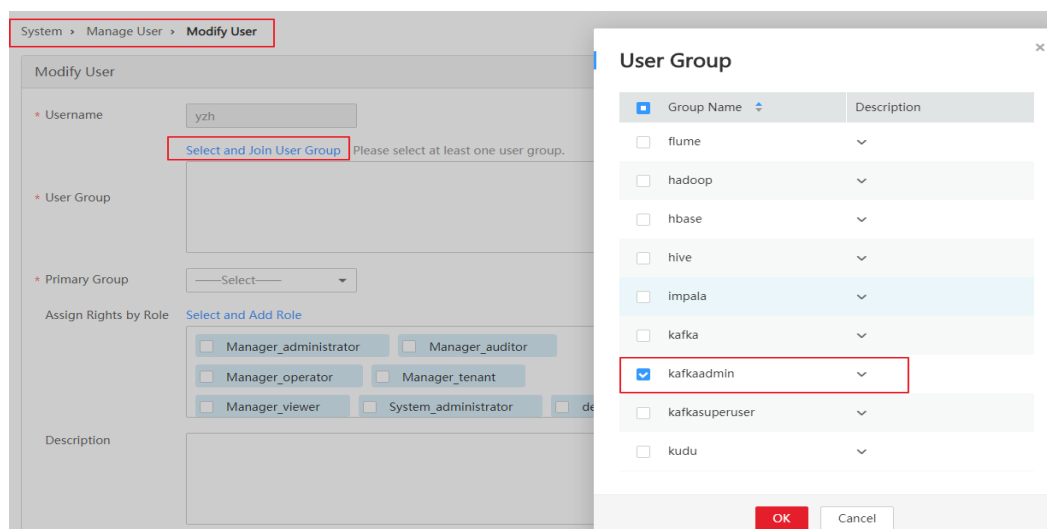 System > Manage User > Modify User
Modify User
* Username
yzh
Select and Join User Group Please select at least one user group.
* User Group
* Primary Group
——Select——
Assign Rights by Role
Select and Add Role
Manager_administrator
Manager_auditor
Manager_operator
Manager_tenant
Manager_viewer
System_administrator
de
Description
User Group
×
Group Name
Description
flume
hadoop
hbase
hive
impala
kafka
kafkaadmin
kafkasuperuser
kudu
OK
Cancel